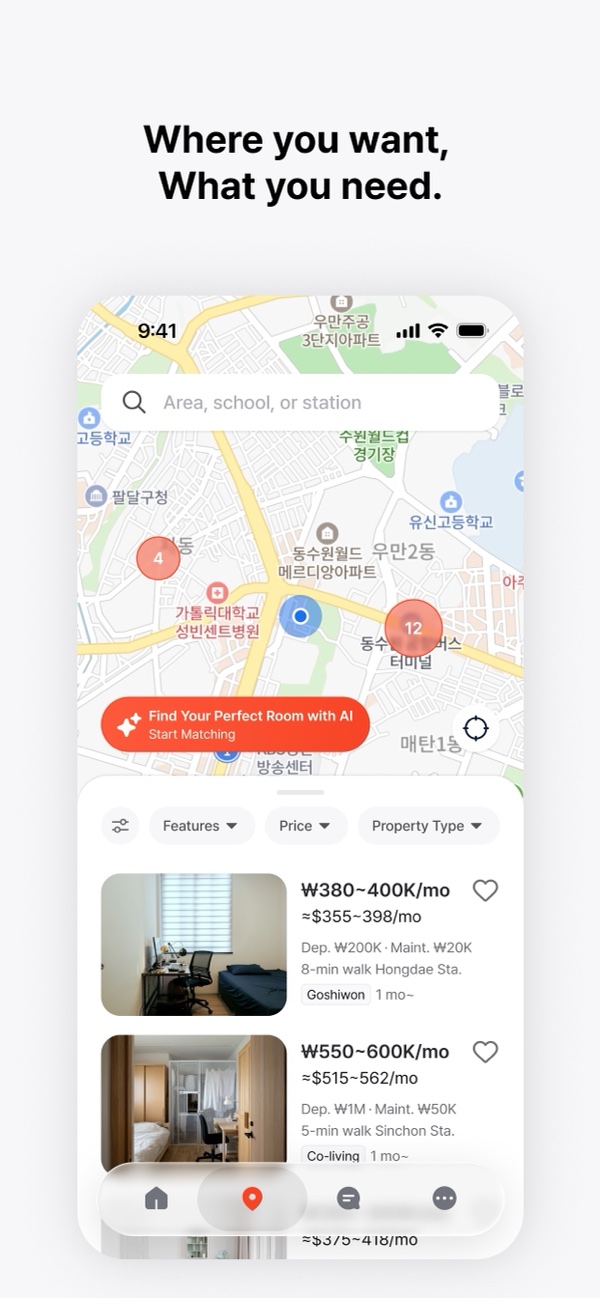 Where you want,
What you need.
우만주공
3단지아파트
9:41
Area, school, or station
고등학교
수원월드컵
경기장
팔달구청
유신고등학교
동수원월드
메르디앙아파트
우만2동
4
가톨릭대학교
성빈센트병원
12
터미널
Find Your Perfect Room with AI
Start Matching
방송센터
Features
Price
Property Type
₩380~400K/mo
≈$355~398/mo
Dep. ₩200K · Maint. ₩20K
8-min walk Hongdae Sta.
Goshiwon 1 mo~
₩550~600K/mo
≈$515~562/mo
Dep. ₩1M · Maint. ₩50K
5-min walk Sinchon Sta.
Co-living 1 mo~
≈$375~418/mo